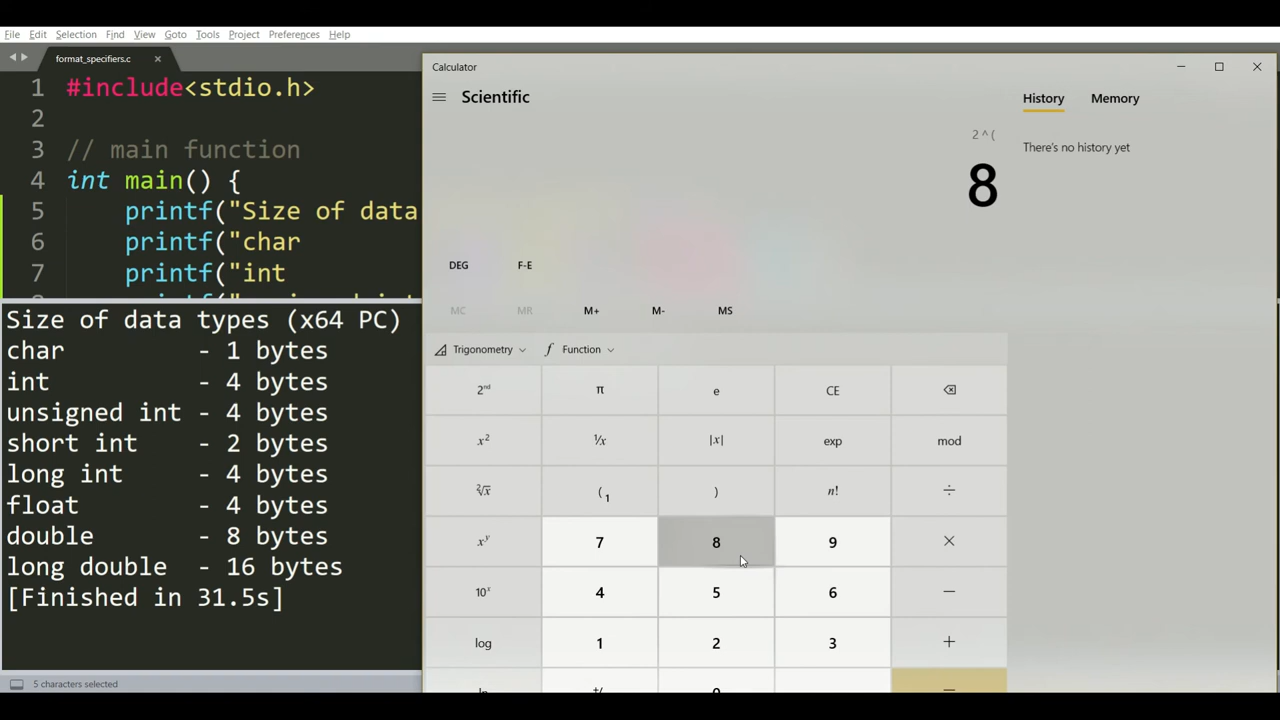 File Edit Selection Find View Goto Tools Project Preferences Help
format_specifiers.c ×
1 #include<stdio.h>
2
3 // main function
4 int main() {
5 printf("Size of data
6 printf("char
7 printf("int
Size of data types (x64 PC)
char - 1 bytes
int - 4 bytes
unsigned int - 4 bytes
short int - 2 bytes
long int - 4 bytes
float - 4 bytes
double - 8 bytes
long double - 16 bytes
[Finished in 31.5s]
5 characters selected
Calculator
Scientific
2 ^ (
8
History Memory
There's no history yet
DEG F-E
MC MR M+ M- MS
Trigonometry f Function
2nd π e CE
x² ¹/x |x| exp mod
²√x ( 1 ) n! ÷
xʸ 7 8 9 ×
10ˣ 4 5 6 −
log 1 2 3 +